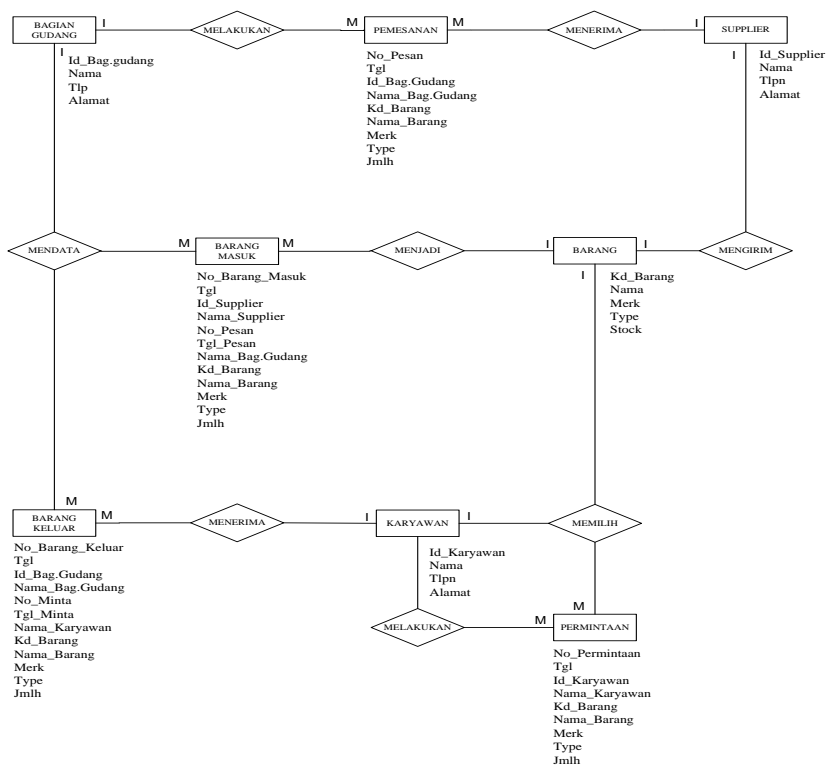 BAGIAN
GUDANG
I
MELAKUKAN
M
PEMESANAN
M
MENERIMA
I
SUPPLIER
I
Id_Bag.gudang
Nama
Tlp
Alamat
No_Pesan
Tgl
Id_Bag.Gudang
Nama_Bag.Gudang
Kd_Barang
Nama_Barang
Merk
Type
Jmlh
I
Id_Supplier
Nama
Tlpn
Alamat
MENDATA
M
BARANG
MASUK
M
MENJADI
I
BARANG
I
MENGIRIM
No_Barang_Masuk
Tgl
Id_Supplier
Nama_Supplier
No_Pesan
Tgl_Pesan
Nama_Bag.Gudang
Kd_Barang
Nama_Barang
Merk
Type
Jmlh
I
Kd_Barang
Nama
Merk
Type
Stock
M
BARANG
KELUAR
M
MENERIMA
I
KARYAWAN
I
MEMILIH
No_Barang_Keluar
Tgl
Id_Bag.Gudang
Nama_Bag.Gudang
No_Minta
Tgl_Minta
Nama_Karyawan
Kd_Barang
Nama_Barang
Merk
Type
Jmlh
Id_Karyawan
Nama
Tlpn
Alamat
MELAKUKAN
M
M
PERMINTAAN
No_Permintaan
Tgl
Id_Karyawan
Nama_Karyawan
Kd_Barang
Nama_Barang
Merk
Type
Jmlh